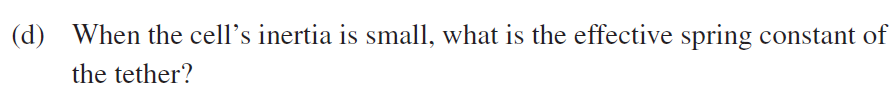 (d) When the cell’s inertia is small, what is the effective spring constant of
the tether?